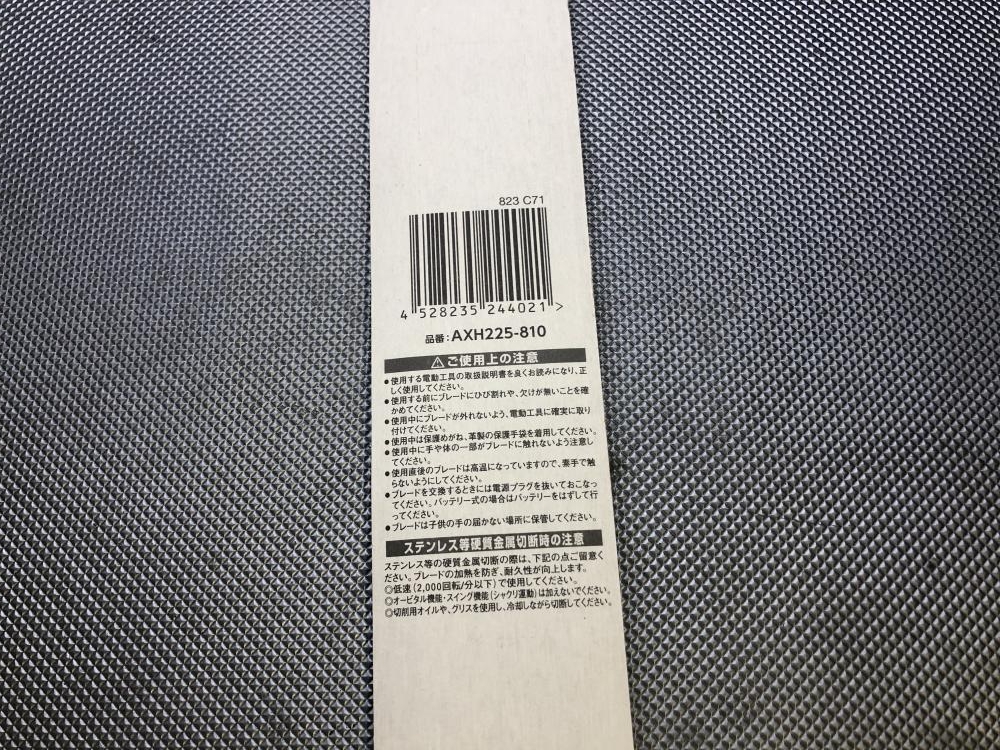 823 C71
4 528235 244021 >
品番:AXH225-810
⚠ご使用上の注意
●使用する電動工具の取扱説明書を良くお読みになり、正
しく使用してください。
●使用する前にブレードにひび割れや、欠けが無いことを確
かめてください。
●使用中にブレードが外れないよう、電動工具に確実に取り
付けてください。
●使用中は保護めがね、革製の保護手袋を着用してください。
●使用中に手や体の一部がブレードに触れないよう注意し
てください。
●使用直後のブレードは高温になっていますので、素手で触
らないようにしてください。
●ブレードを交換するときには電源プラグを抜いておこなっ
てください。バッテリー式の場合はバッテリーをはずして行
ってください。
●ブレードは子供の手の届かない場所に保管してください。
ステンレス等硬質金属切断時の注意
ステンレス等の硬質金属切断の際は、下記の点ご留意く
ださい。ブレードの加熱を防ぎ、耐久性が向上します。
◎低速(2,000回転/分以下)で使用してください。
◎オービタル機能・スイング機能(シャクリ運動)は加えないでください。
◎切削用オイルや、グリスを使用し、冷却しながら切断してください。